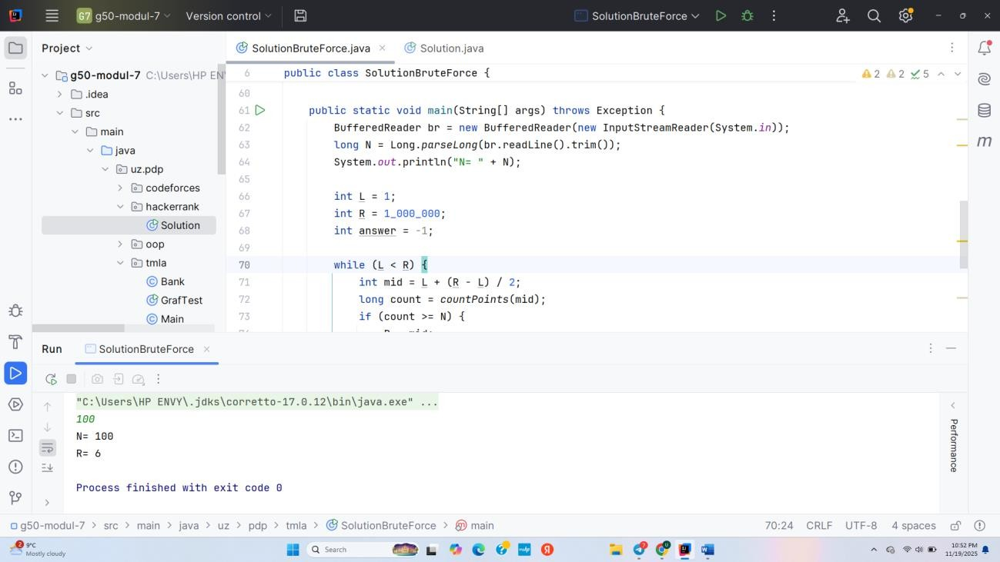 G7 g50-modul-7 Version control SolutionBruteForce
Project
SolutionBruteForce.java Solution.java
g50-modul-7 C:\Users\HP EN
.idea
src
main
java
uz.pdp
codeforces
hackerrank
Solution
oop
tmla
Bank
GrafTest
Main
6 public class SolutionBruteForce { 2 2 5
60
61 public static void main(String[] args) throws Exception {
62 BufferedReader br = new BufferedReader(new InputStreamReader(System.in));
63 long N = Long.parseLong(br.readLine().trim());
64 System.out.println("N= " + N);
65
66 int L = 1;
67 int R = 1_000_000;
68 int answer = -1;
69
70 while (L < R) {
71 int mid = L + (R - L) / 2;
72 long count = countPoints(mid);
73 if (count >= N) {
Run SolutionBruteForce
"C:\Users\HP ENVY\.jdks\corretto-17.0.12\bin\java.exe" ...
100
N= 100
R= 6
Process finished with exit code 0
Performance
g50-modul-7 > src > main > java > uz > pdp > tmla > SolutionBruteForce > main 70:24 CRLF UTF-8 4 spaces
2 9°C
Mostly cloudy
Search
10:52 PM
11/19/2025